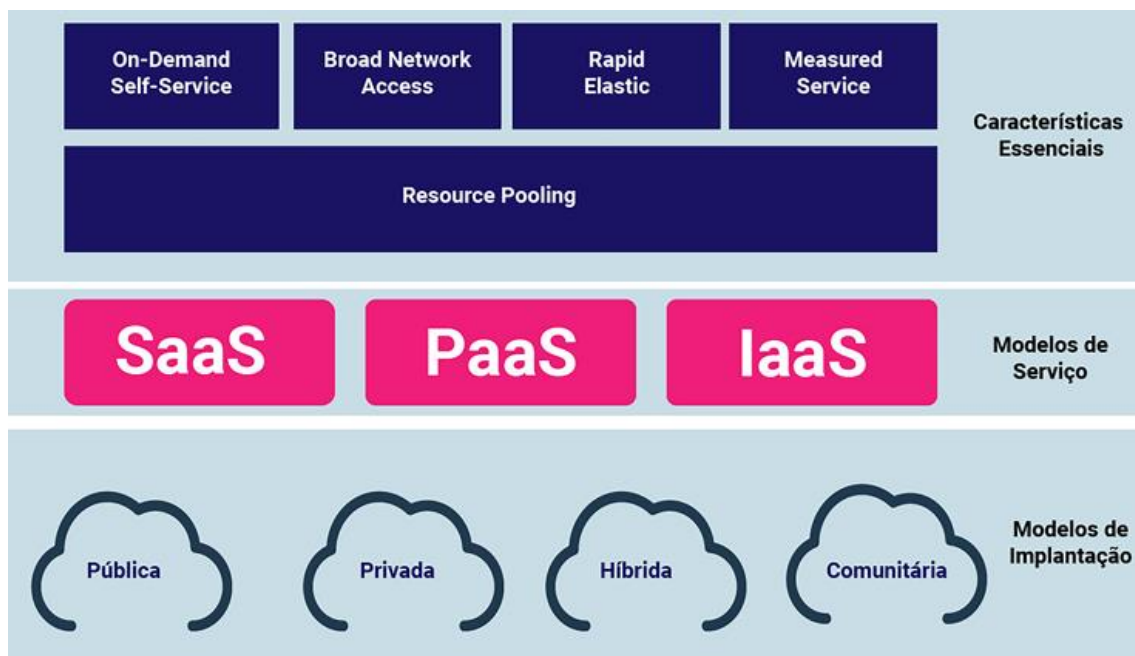 On-Demand
Self-Service
Broad Network
Access
Rapid
Elastic
Measured
Service
Características
Essenciais
Resource Pooling
SaaS
PaaS
IaaS
Modelos de
Serviço
Pública
Privada
Híbrida
Comunitária
Modelos de
Implantação